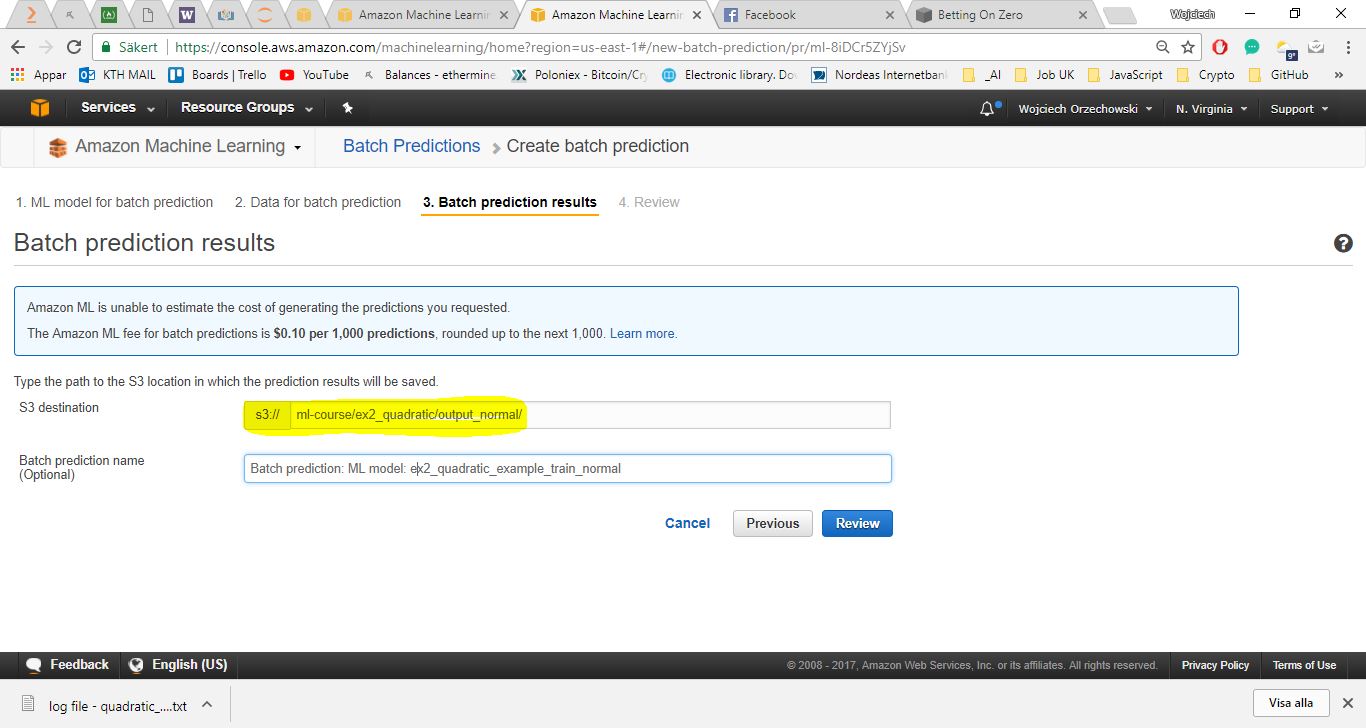 Amazon Machine Learnin
Amazon Machine Learnin
Facebook
Betting On Zero
Wojciech
Säkert
https://console.aws.amazon.com/machinelearning/home?region=us-east-1#/new-batch-prediction/pr/ml-8iDCr5ZYjSv
9°
Appar
KTH MAIL
Boards | Trello
YouTube
Balances - ethermine
Poloniex - Bitcoin/Cry
Electronic library. Do
Nordeas Internetban
_AI
Job UK
JavaScript
Crypto
GitHub
»
Services
Resource Groups
Wojciech Orzechowski
N. Virginia
Support
Amazon Machine Learning
Batch Predictions
Create batch prediction
1. ML model for batch prediction
2. Data for batch prediction
3. Batch prediction results
4. Review
Batch prediction results
?
Amazon ML is unable to estimate the cost of generating the predictions you requested.
The Amazon ML fee for batch predictions is $0.10 per 1,000 predictions, rounded up to the next 1,000. Learn more.
Type the path to the S3 location in which the prediction results will be saved.
S3 destination
s3://
ml-course/ex2_quadratic/output_normal/
Batch prediction name
(Optional)
Batch prediction: ML model: ex2_quadratic_example_train_normal
Cancel
Previous
Review
Feedback
English (US)
© 2008 - 2017, Amazon Web Services, Inc. or its affiliates. All rights reserved.
Privacy Policy
Terms of Use
log file - quadratic_....txt
Visa alla